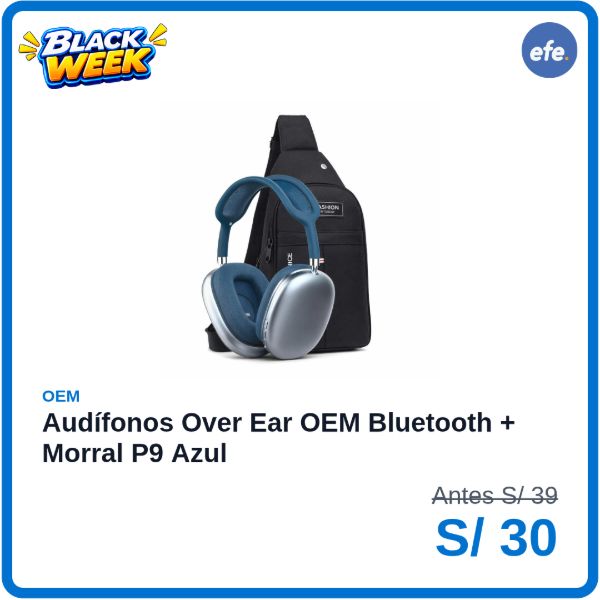 BLACK
WEEK
efe.
FASHION
OEM
Audífonos Over Ear OEM Bluetooth +
Morral P9 Azul
Antes S/ 39
S/ 30